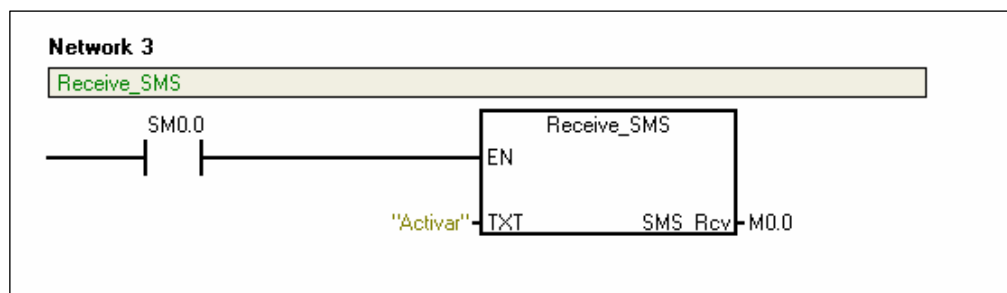 Network 3
Receive_SMS
SM0.0
Receive_SMS
EN
"Activar" TXT SMS_Rcv M0.0